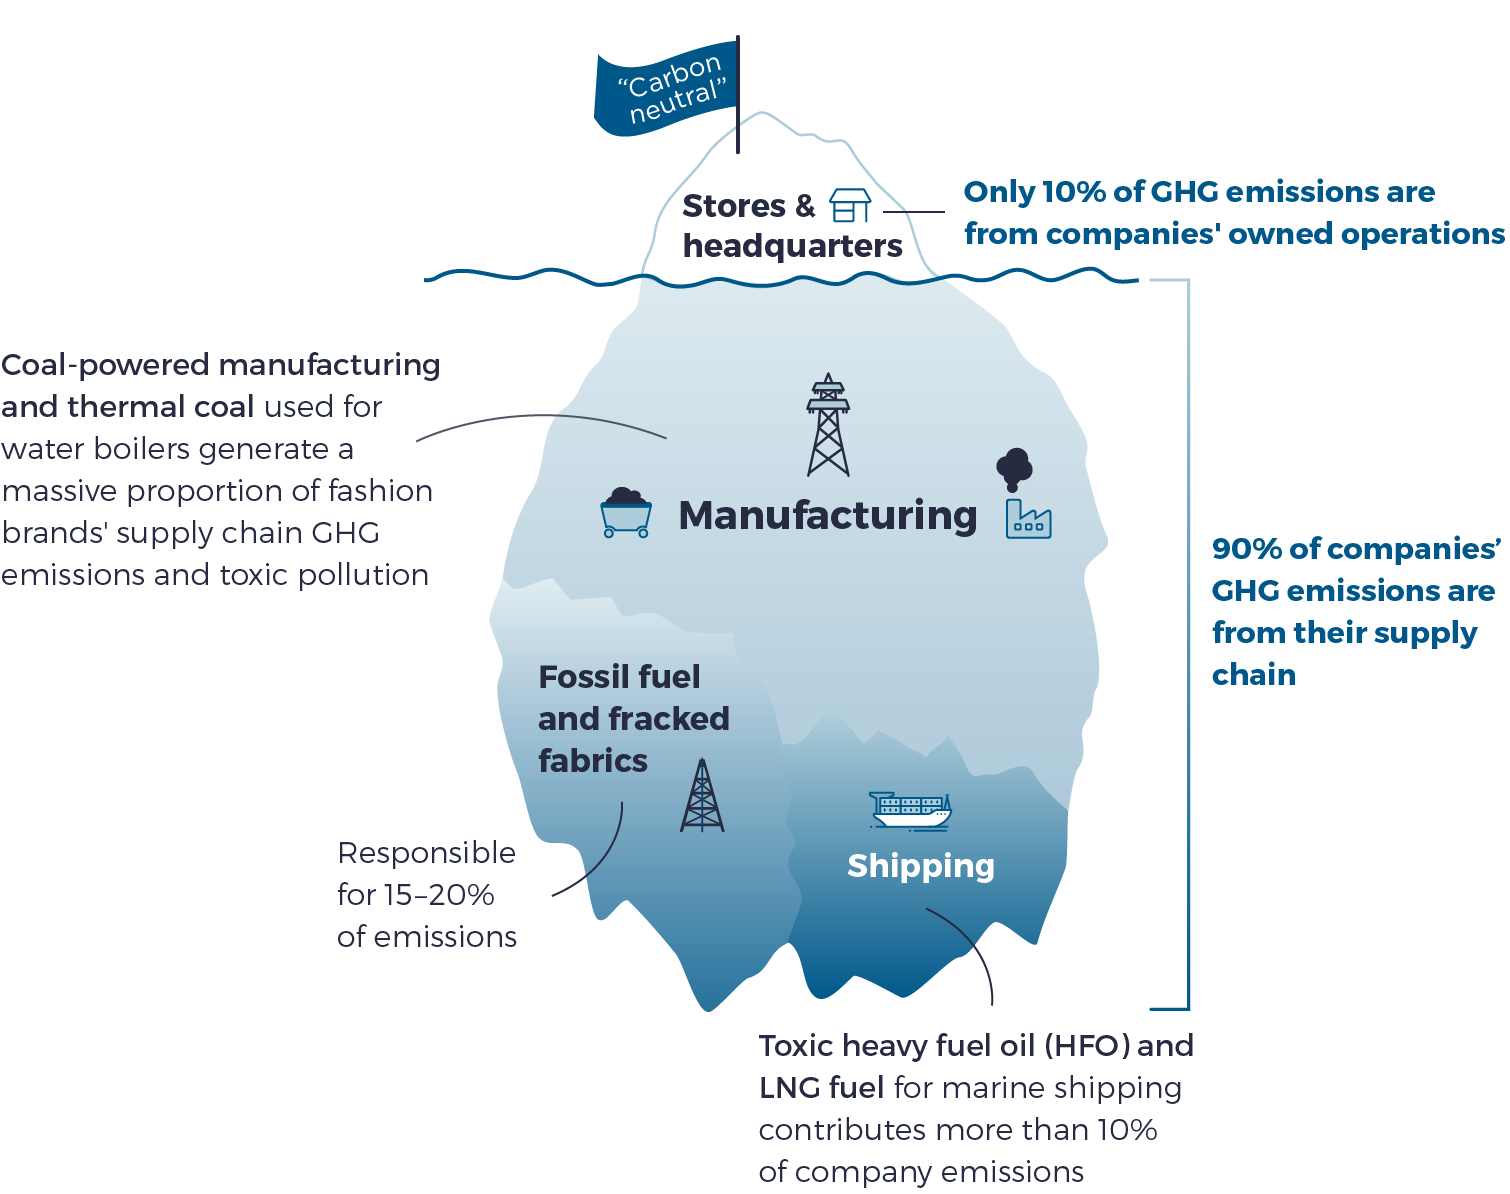 “Carbon
neutral”
Stores &
headquarters
Only 10% of GHG emissions are
from companies' owned operations
Coal-powered manufacturing
and thermal coal used for
water boilers generate a
massive proportion of fashion
brands' supply chain GHG
emissions and toxic pollution
Manufacturing
90% of companies’
GHG emissions are
from their supply
chain
Fossil fuel
and fracked
fabrics
Responsible
for 15–20%
of emissions
Shipping
Toxic heavy fuel oil (HFO) and
LNG fuel for marine shipping
contributes more than 10%
of company emissions